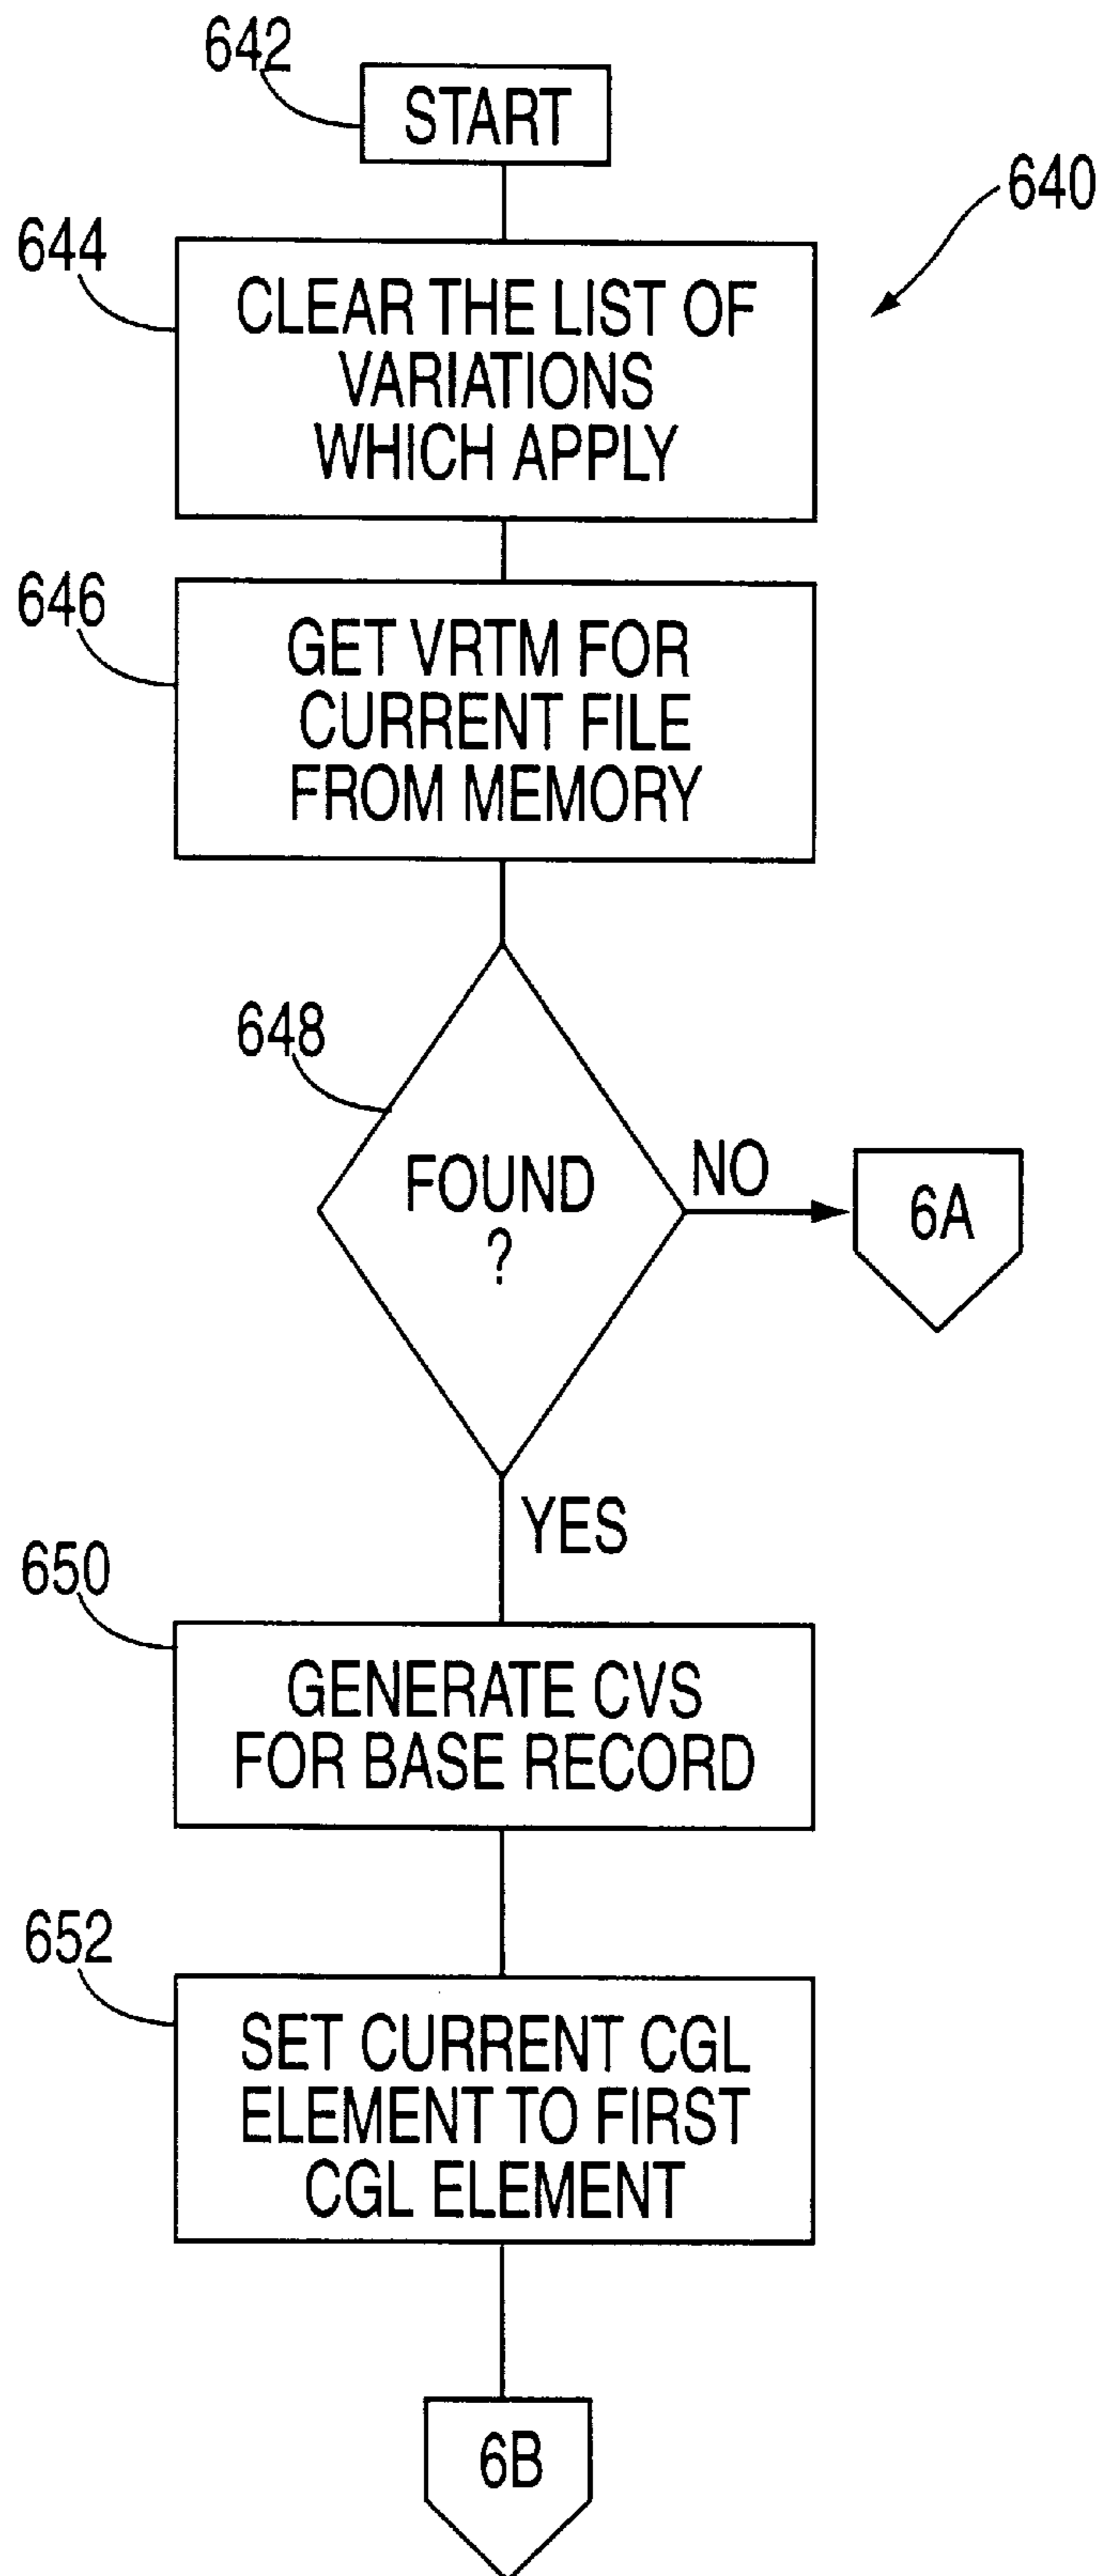 642
START
640
644
CLEAR THE LIST OF
VARIATIONS
WHICH APPLY
646
GET VRTM FOR
CURRENT FILE
FROM MEMORY
648
FOUND
?
NO
6A
YES
650
GENERATE CVS
FOR BASE RECORD
652
SET CURRENT CGL
ELEMENT TO FIRST
CGL ELEMENT
6B